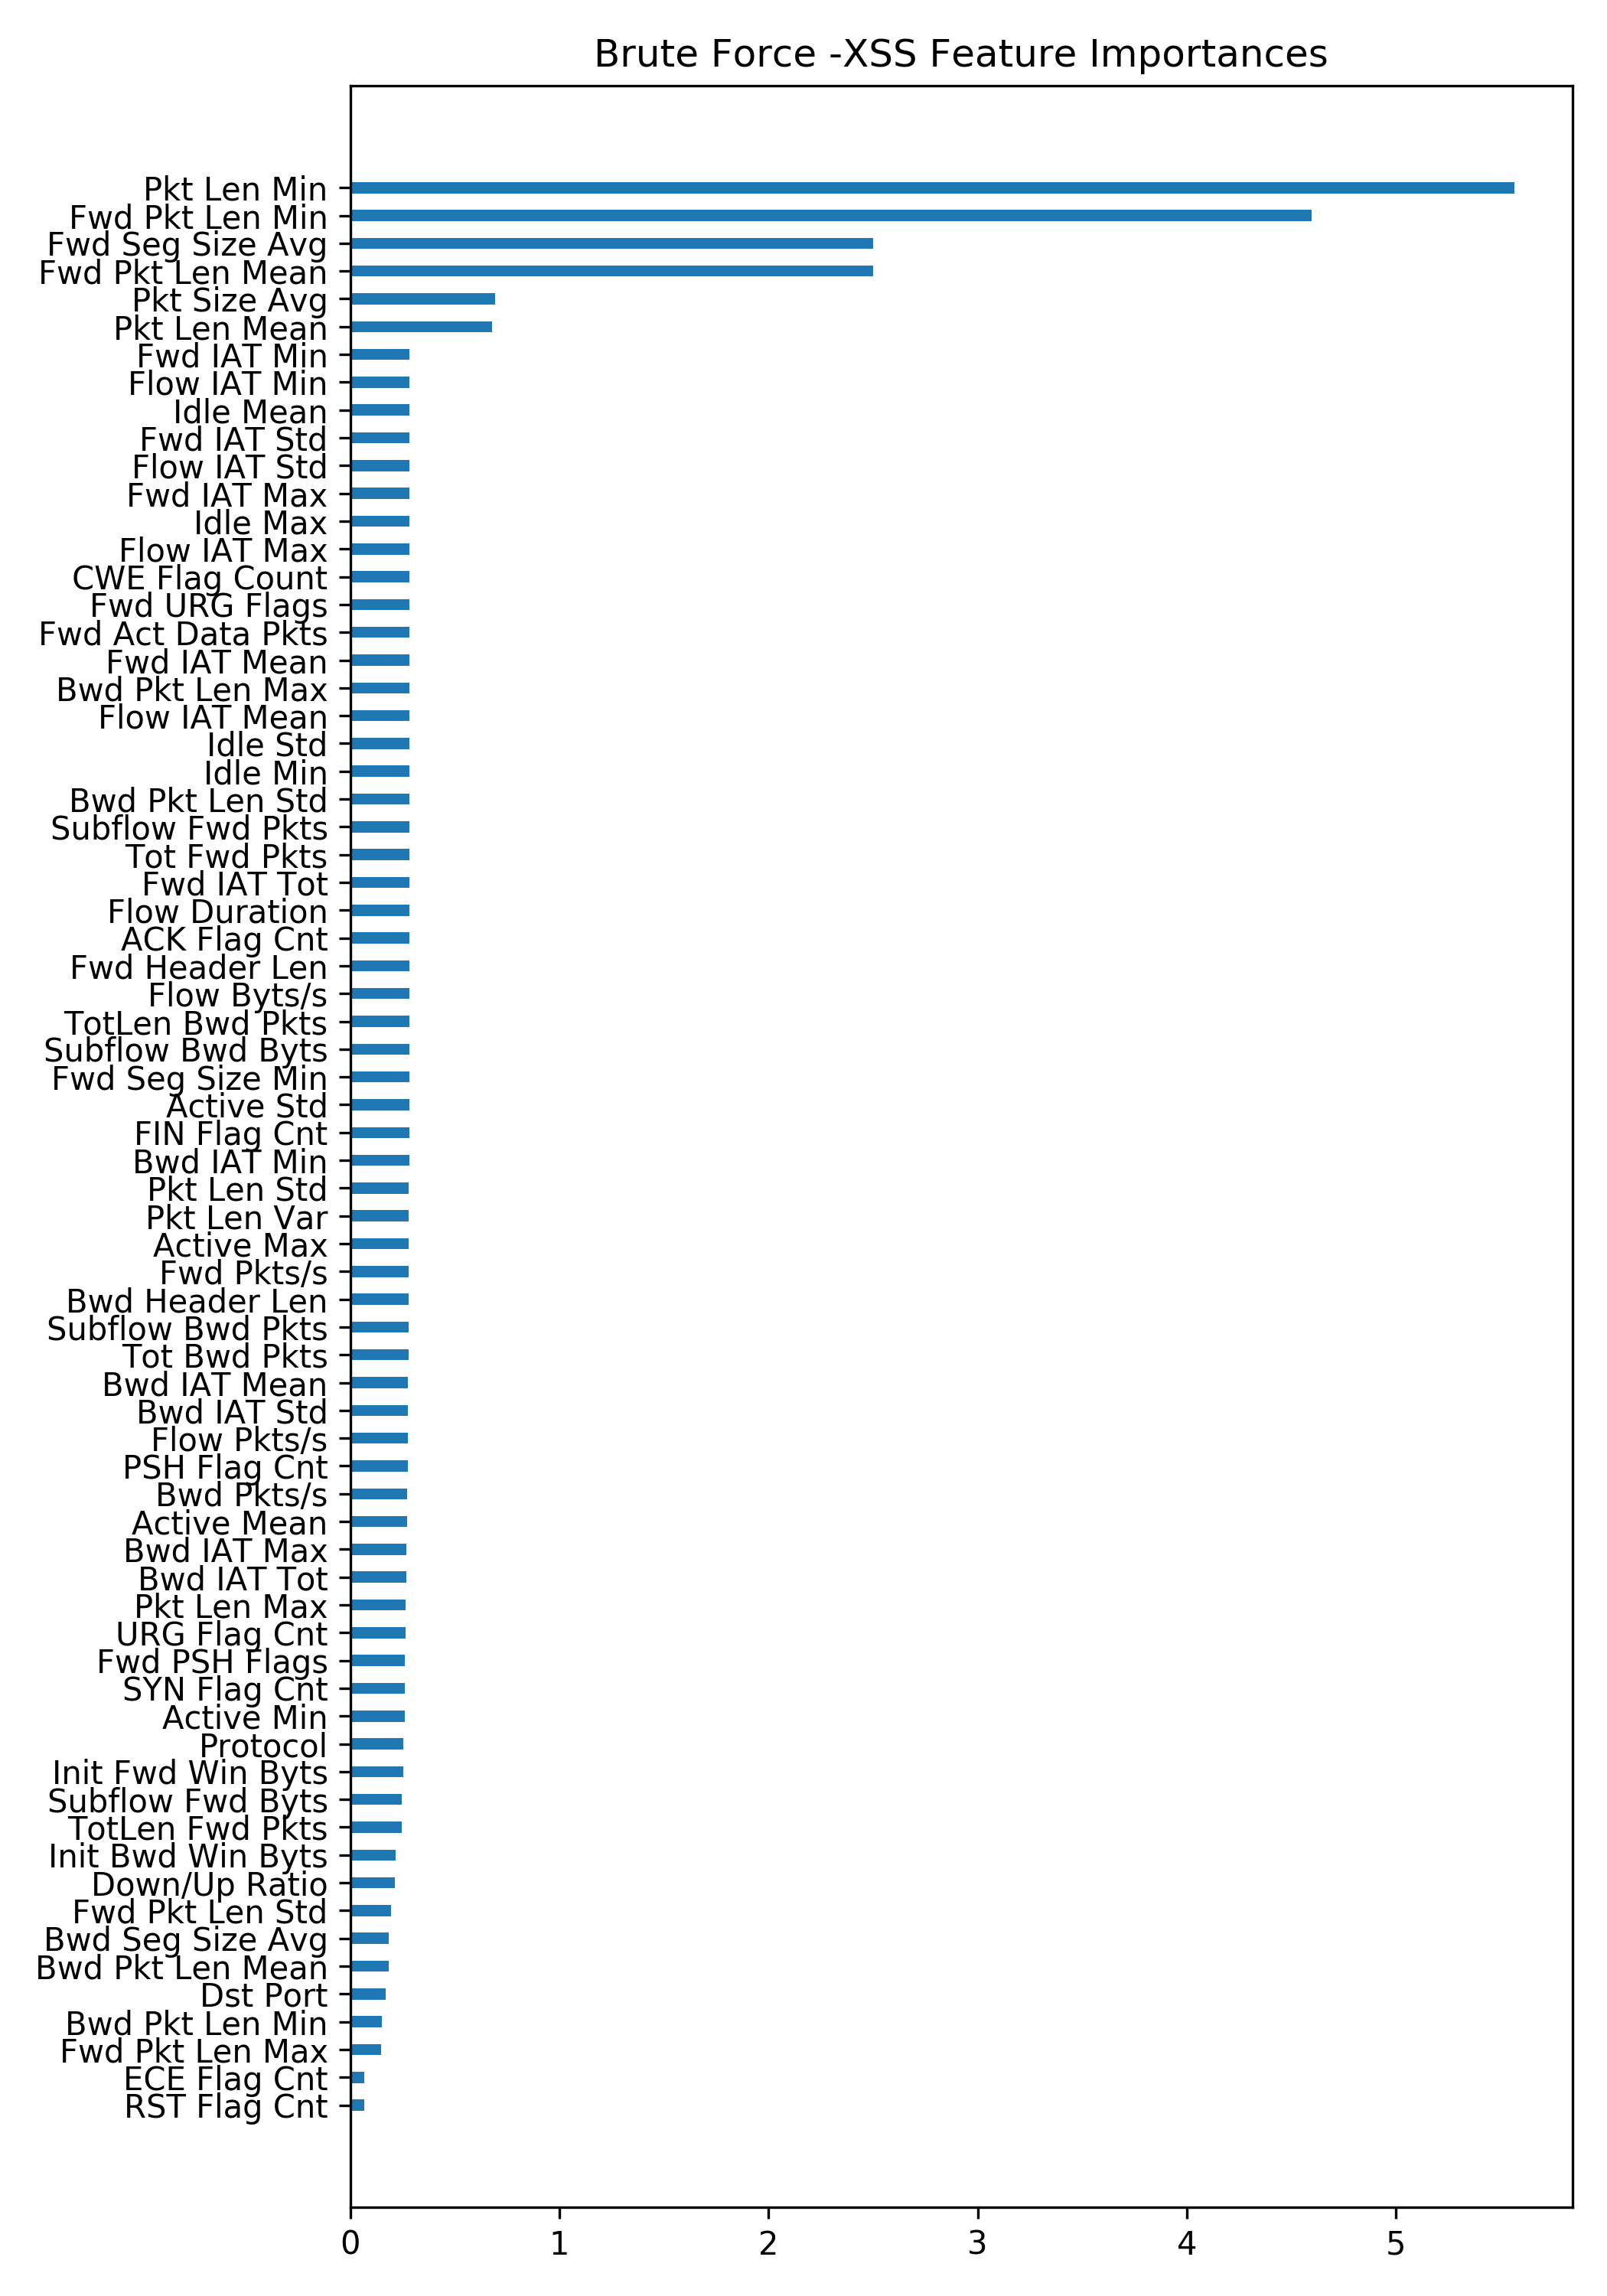 Brute Force -XSS Feature Importances
Pkt Len Min
Fwd Pkt Len Min
Fwd Seg Size Avg
Fwd Pkt Len Mean
Pkt Size Avg
Pkt Len Mean
Fwd IAT Min
Flow IAT Min
Idle Mean
Fwd IAT Std
Flow IAT Std
Fwd IAT Max
Idle Max
Flow IAT Max
CWE Flag Count
Fwd URG Flags
Fwd Act Data Pkts
Fwd IAT Mean
Bwd Pkt Len Max
Flow IAT Mean
Idle Std
Idle Min
Bwd Pkt Len Std
Subflow Fwd Pkts
Tot Fwd Pkts
Fwd IAT Tot
Flow Duration
ACK Flag Cnt
Fwd Header Len
Flow Byts/s
TotLen Bwd Pkts
Subflow Bwd Byts
Fwd Seg Size Min
Active Std
FIN Flag Cnt
Bwd IAT Min
Pkt Len Std
Pkt Len Var
Active Max
Fwd Pkts/s
Bwd Header Len
Subflow Bwd Pkts
Tot Bwd Pkts
Bwd IAT Mean
Bwd IAT Std
Flow Pkts/s
PSH Flag Cnt
Bwd Pkts/s
Active Mean
Bwd IAT Max
Bwd IAT Tot
Pkt Len Max
URG Flag Cnt
Fwd PSH Flags
SYN Flag Cnt
Active Min
Protocol
Init Fwd Win Byts
Subflow Fwd Byts
TotLen Fwd Pkts
Init Bwd Win Byts
Down/Up Ratio
Fwd Pkt Len Std
Bwd Seg Size Avg
Bwd Pkt Len Mean
Dst Port
Bwd Pkt Len Min
Fwd Pkt Len Max
ECE Flag Cnt
RST Flag Cnt
0 1 2 3 4 5